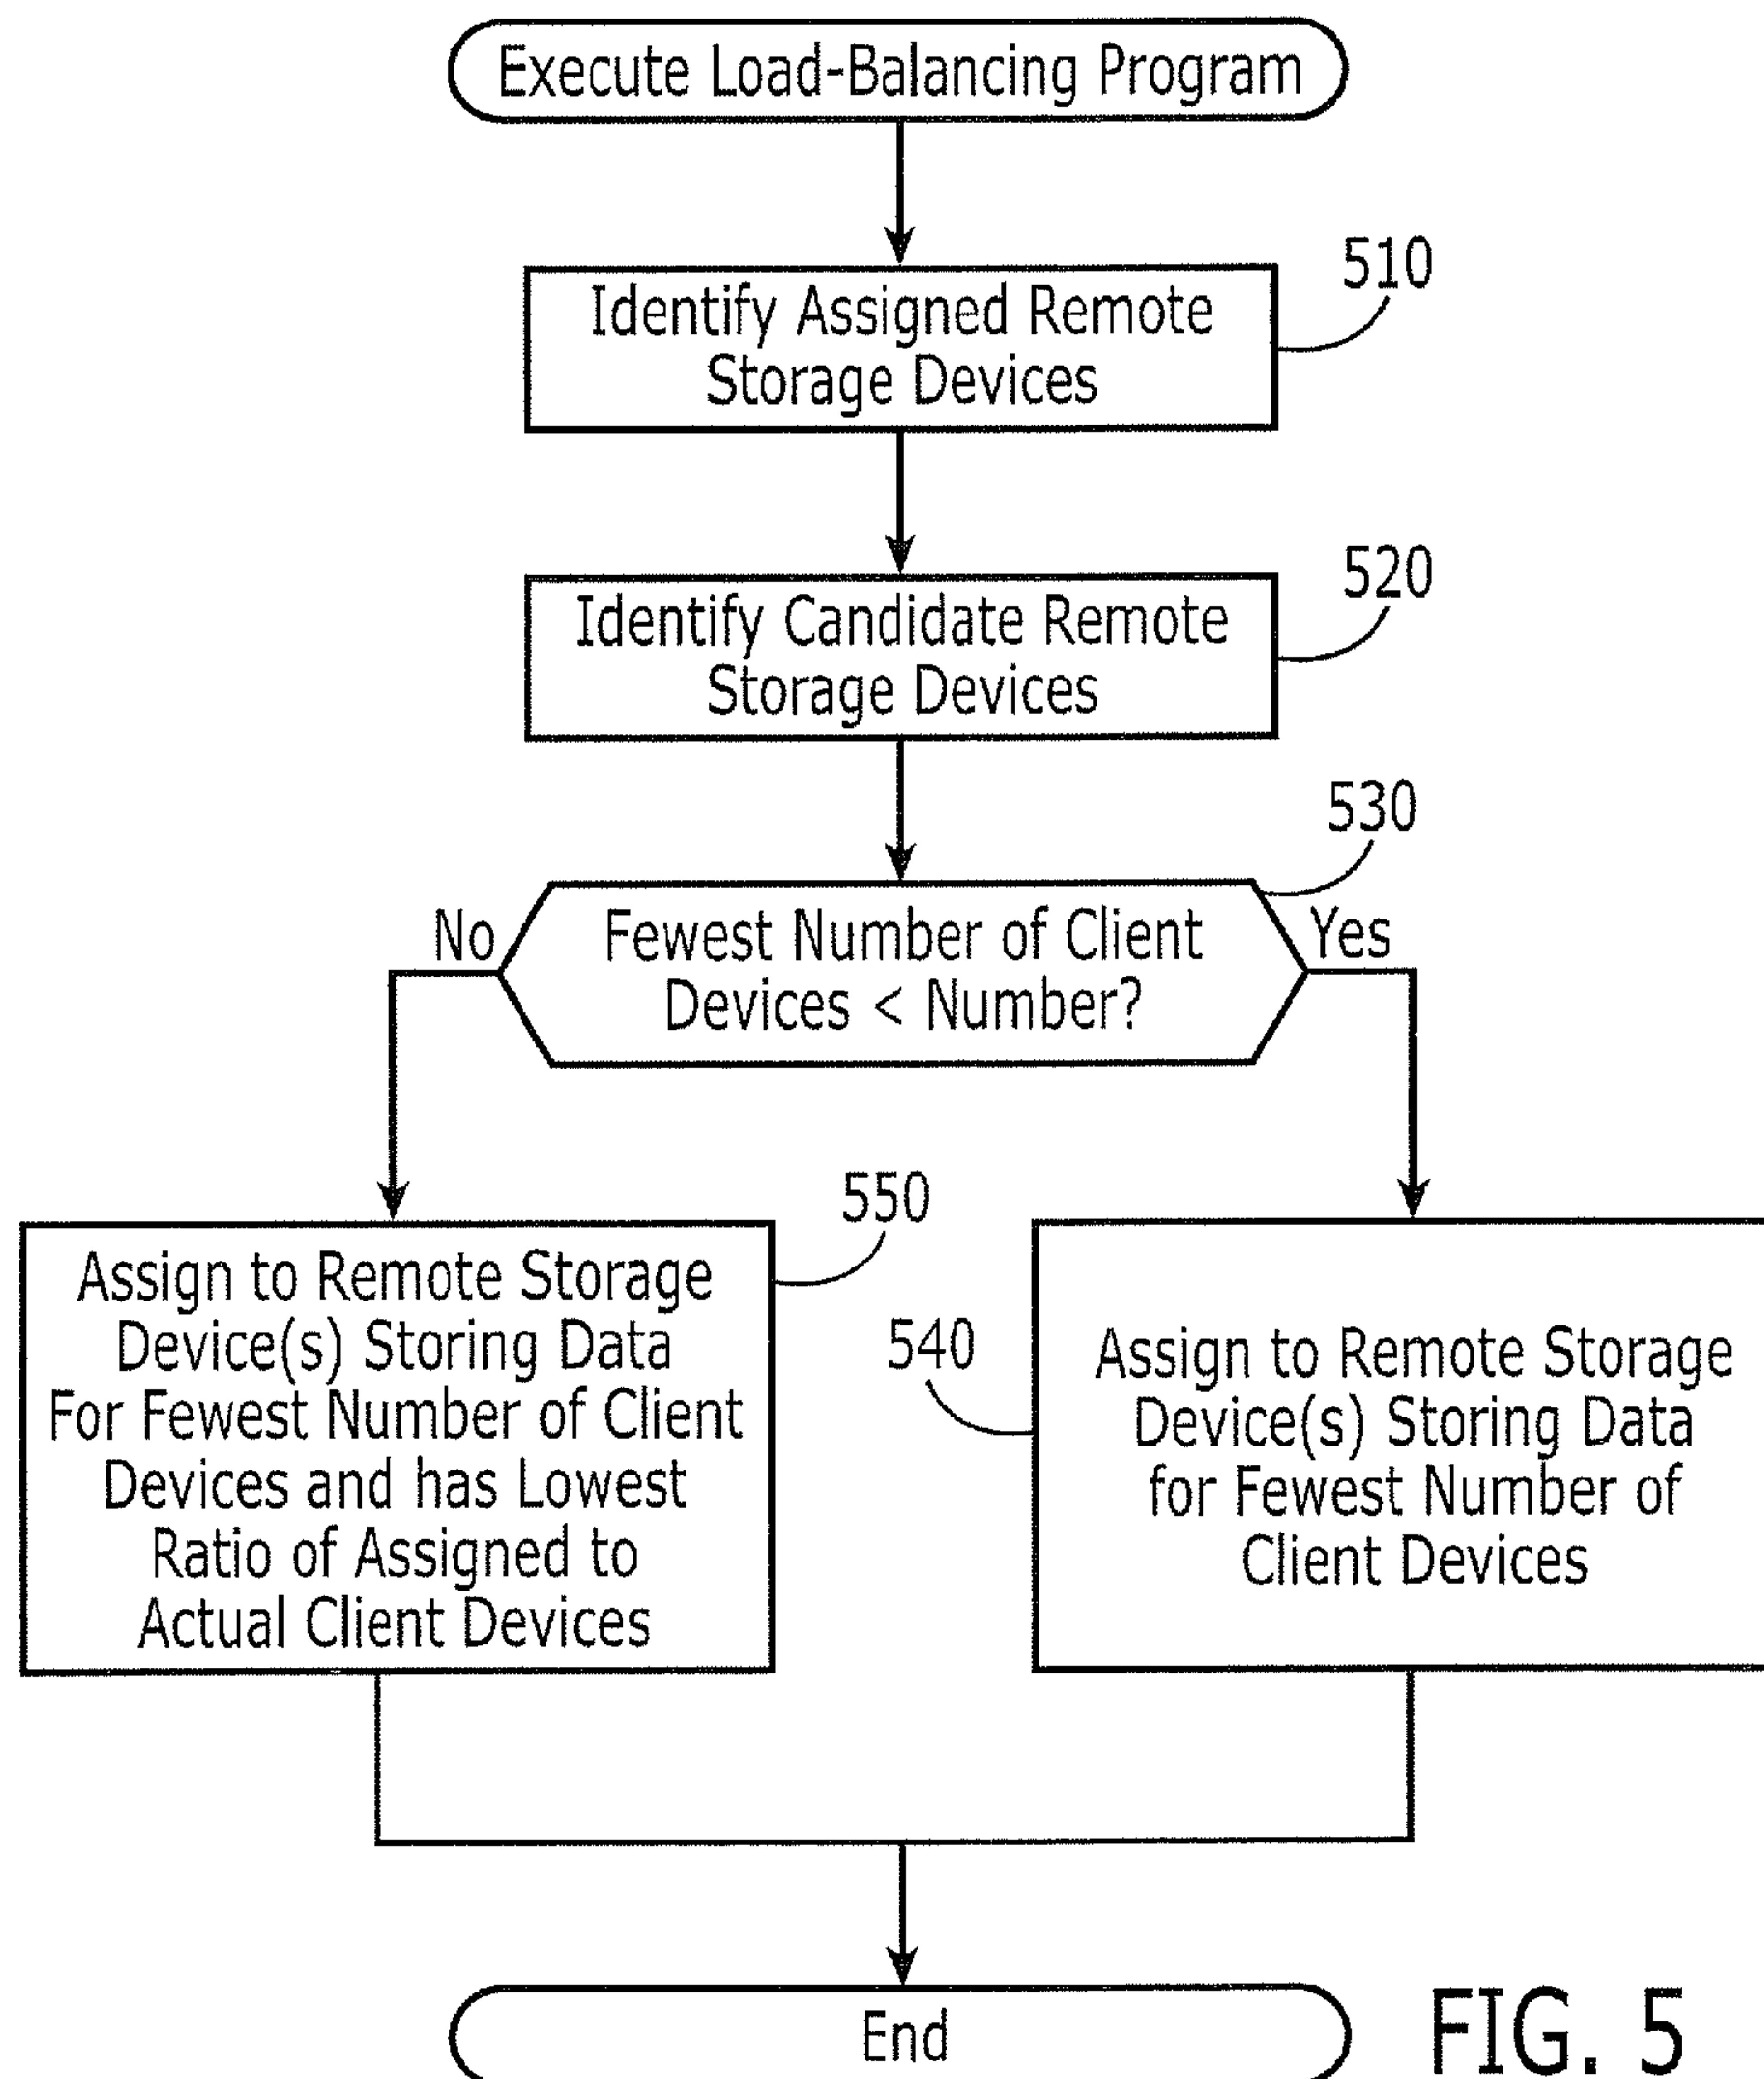 Execute Load-Balancing Program
510
Identify Assigned Remote
Storage Devices
520
Identify Candidate Remote
Storage Devices
530
No
Fewest Number of Client
Devices < Number?
Yes
550
Assign to Remote Storage
Device(s) Storing Data
For Fewest Number of Client
Devices and has Lowest
Ratio of Assigned to
Actual Client Devices
540
Assign to Remote Storage
Device(s) Storing Data
for Fewest Number of
Client Devices
End
FIG. 5